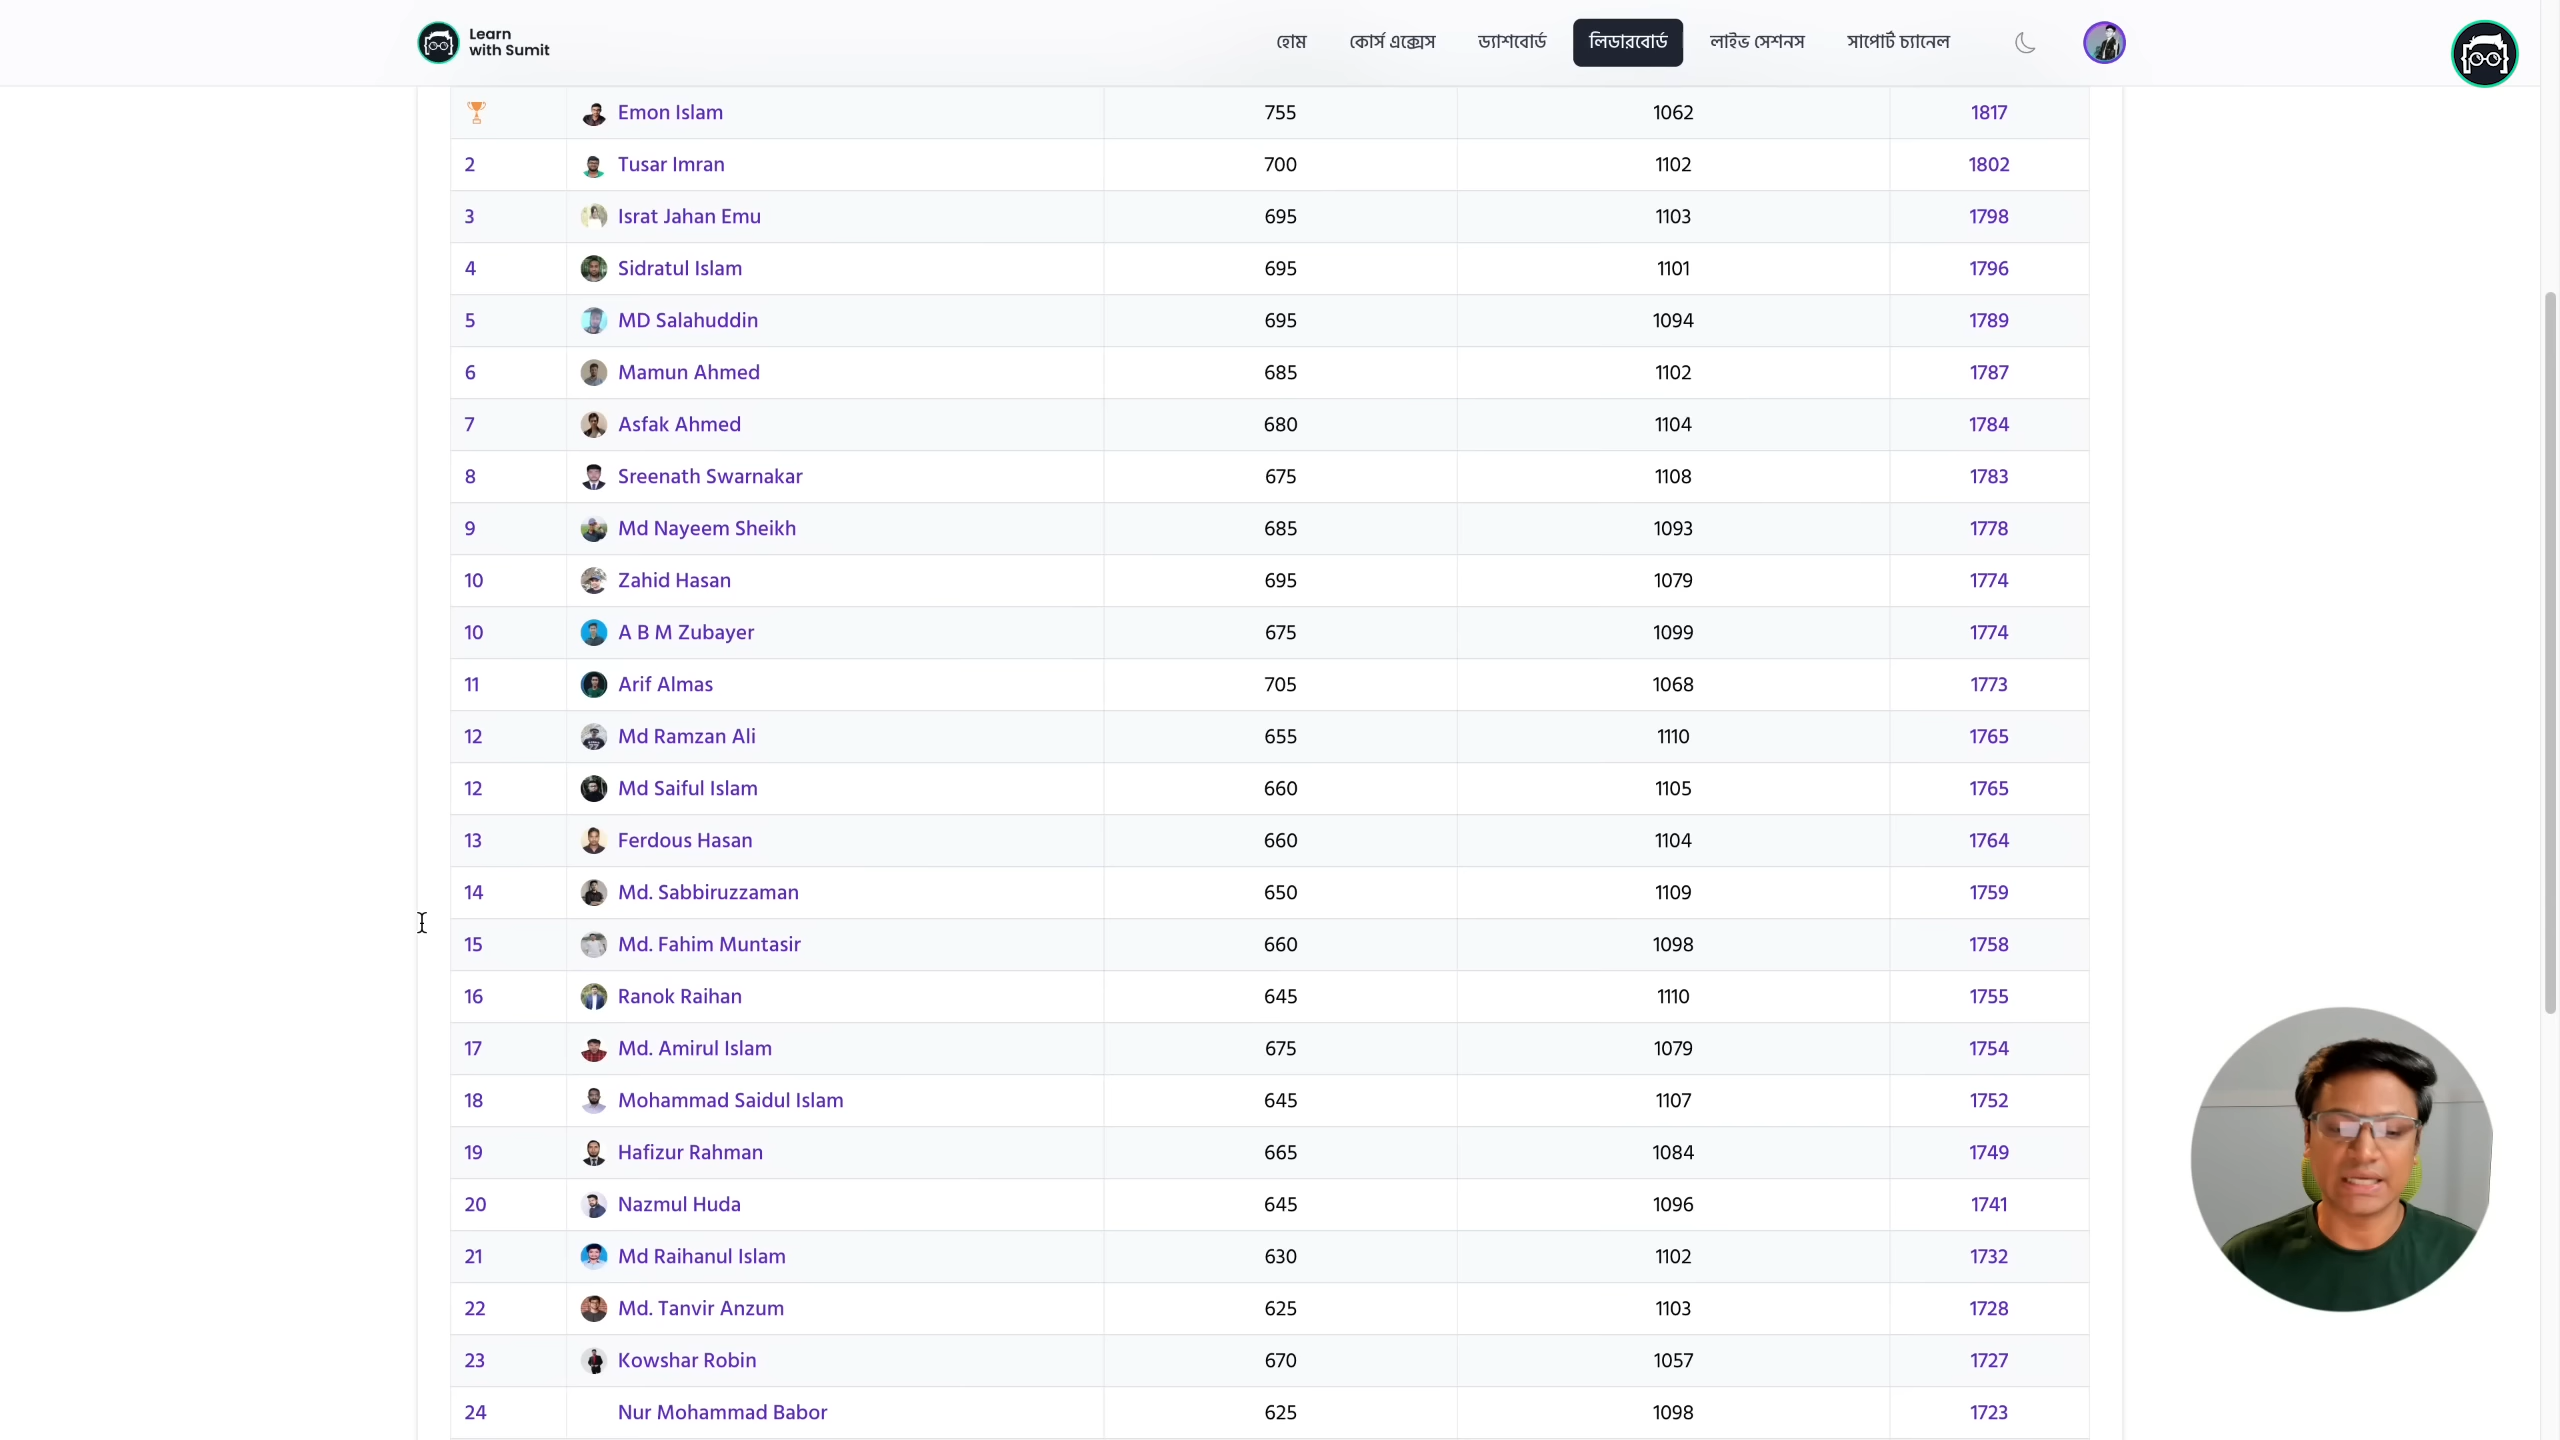 Learn
with Sumit
হোম কোর্স এক্সেস ড্যাশবোর্ড লিডারবোর্ড লাইভ সেশনস সাপোর্ট চ্যানেল
Emon Islam 755 1062 1817
2 Tusar Imran 700 1102 1802
3 Israt Jahan Emu 695 1103 1798
4 Sidratul Islam 695 1101 1796
5 MD Salahuddin 695 1094 1789
6 Mamun Ahmed 685 1102 1787
7 Asfak Ahmed 680 1104 1784
8 Sreenath Swarnakar 675 1108 1783
9 Md Nayeem Sheikh 685 1093 1778
10 Zahid Hasan 695 1079 1774
10 A B M Zubayer 675 1099 1774
11 Arif Almas 705 1068 1773
12 Md Ramzan Ali 655 1110 1765
12 Md Saiful Islam 660 1105 1765
13 Ferdous Hasan 660 1104 1764
14 Md. Sabbiruzzaman 650 1109 1759
15 Md. Fahim Muntasir 660 1098 1758
16 Ranok Raihan 645 1110 1755
17 Md. Amirul Islam 675 1079 1754
18 Mohammad Saidul Islam 645 1107 1752
19 Hafizur Rahman 665 1084 1749
20 Nazmul Huda 645 1096 1741
21 Md Raihanul Islam 630 1102 1732
22 Md. Tanvir Anzum 625 1103 1728
23 Kowshar Robin 670 1057 1727
24 Nur Mohammad Babor 625 1098 1723